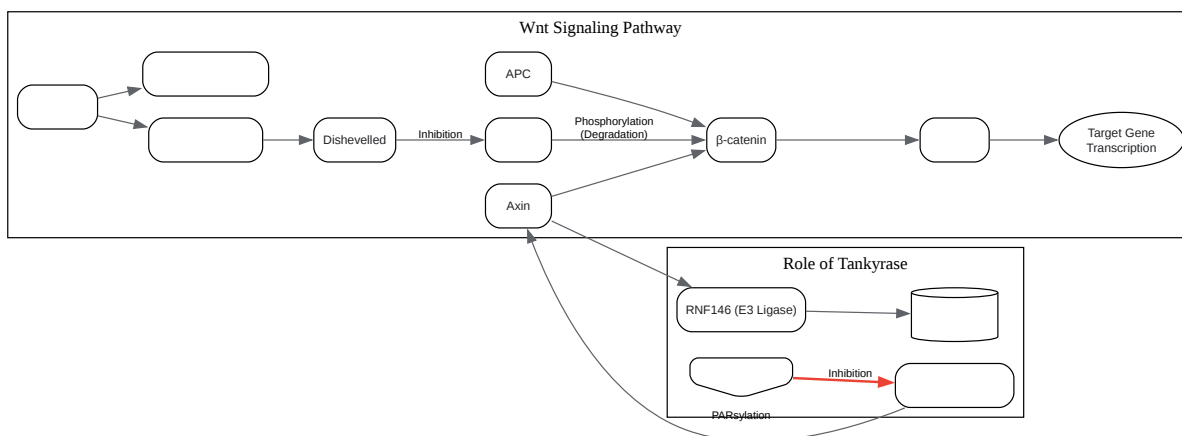 Wnt Signaling Pathway
APC
Dishevelled
Inhibition
Phosphorylation
(Degradation)
β-catenin
Target Gene
Transcription
Axin
Role of Tankyrase
RNF146 (E3 Ligase)
Inhibition
PARsylation